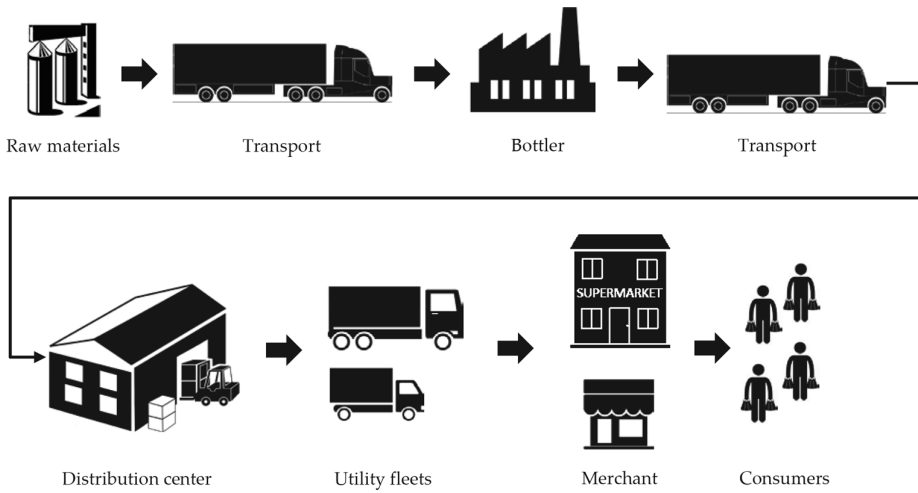 Raw materials
Transport
Bottler
Transport
SUPERMARKET
Distribution center
Utility fleets
Merchant
Consumers